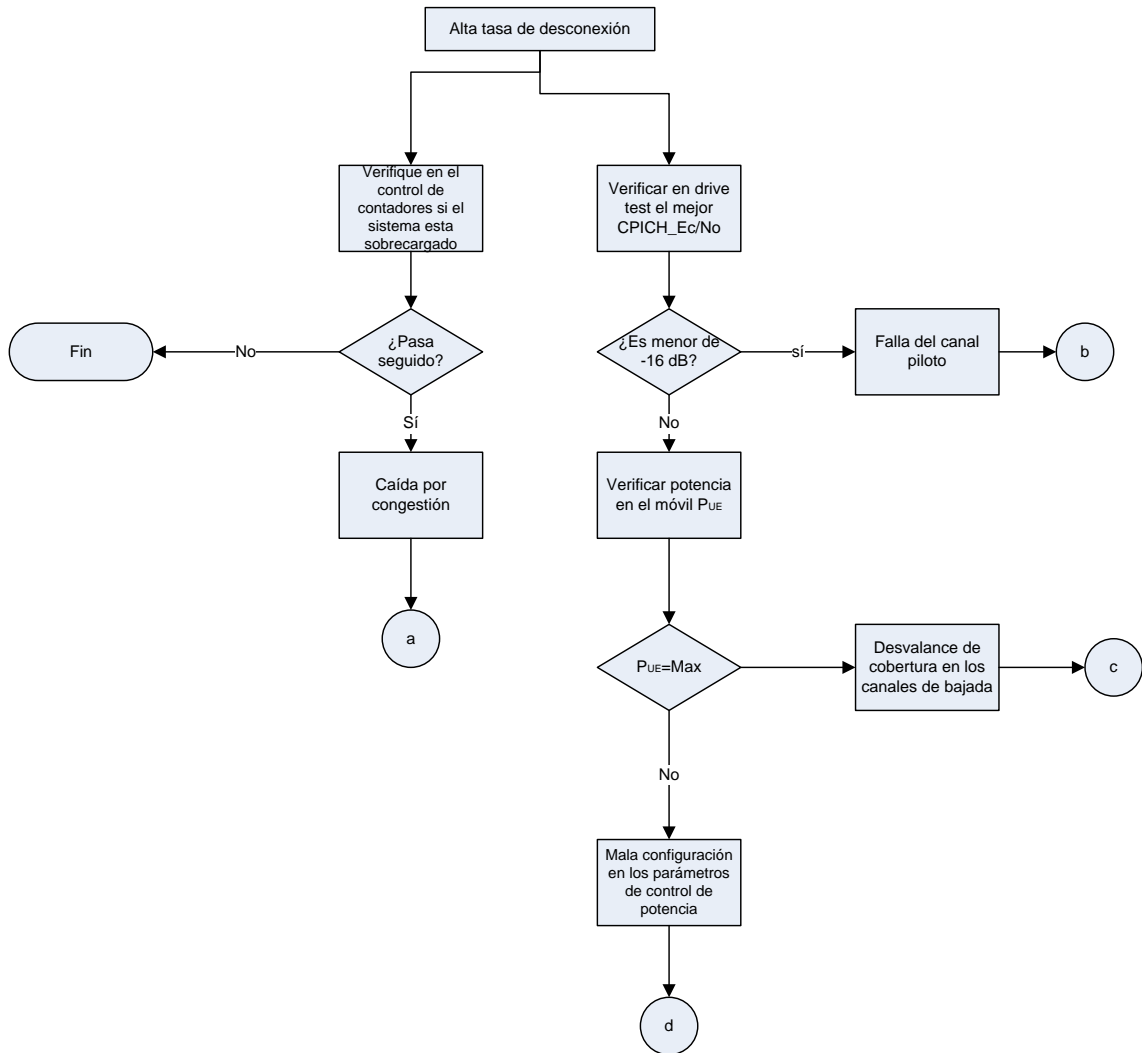 Alta tasa de desconexión
Verifique en el
control de
contadores si el
sistema esta
sobrecargado
Verificar en drive
test el mejor
CPICH_Ec/No
Fin
No
¿Pasa
seguido?
¿Es menor de
-16 dB?
sí
Falla del canal
piloto
b
Sí
No
Caída por
congestión
Verificar potencia
en el móvil PUE
a
PUE=Max
Desvalance de
cobertura en los
canales de bajada
c
No
Mala configuración
en los parámetros
de control de
potencia
d